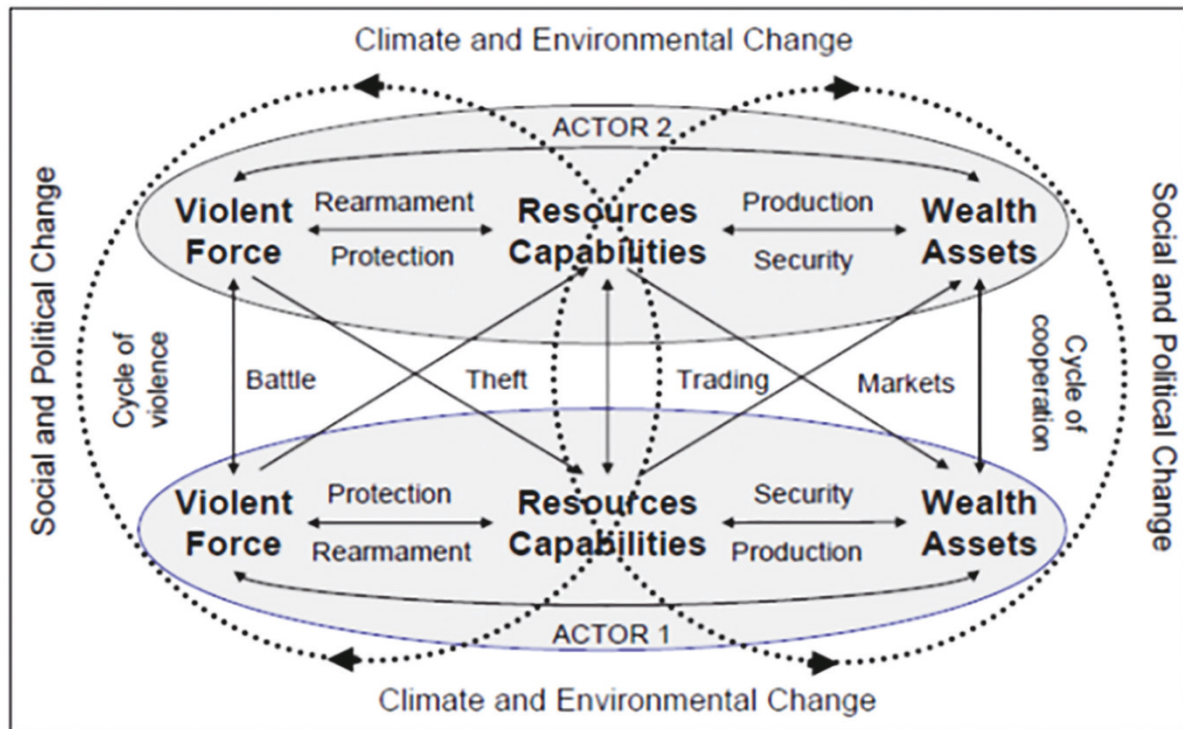 Climate and Environmental Change
ACTOR 2
Social and Political Change
Violent
Force
Rearmament
Protection
Resources
Capabilities
Production
Security
Wealth
Assets
Social and Political Change
Cycle of
violence
Battle
Theft
Trading
Markets
Cycle of
cooperation
Violent
Force
Protection
Rearmament
Resources
Capabilities
Security
Production
Wealth
Assets
ACTOR 1
Climate and Environmental Change